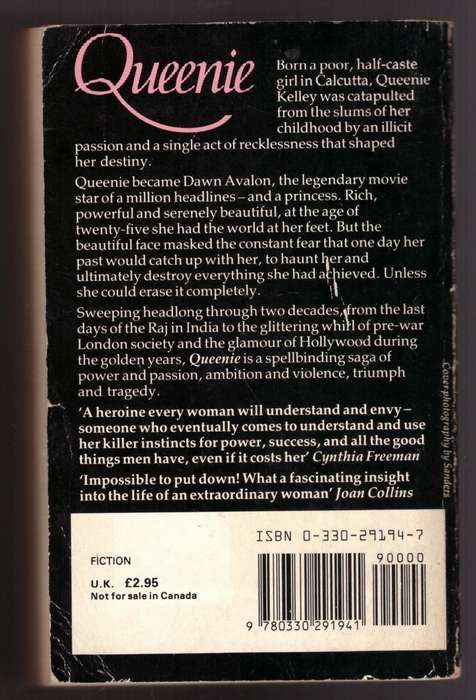 Queenie
Born a poor, half-caste
girl in Calcutta, Queenie
Kelley was catapulted
from the slums of her
childhood by an illicit
passion and a single act of recklessness that shaped
her destiny.
Queenie became Dawn Avalon, the legendary movie
star of a million headlines – and a princess. Rich,
powerful and serenely beautiful, at the age of
twenty-five she had the world at her feet. But the
beautiful face masked the constant fear that one day her
past would catch up with her, to haunt her and
ultimately destroy everything she had achieved. Unless
she could erase it completely.
Sweeping headlong through two decades, from the last
days of the Raj in India to the glittering whirl of pre-war
London society and the glamour of Hollywood during
the golden years, Queenie is a spellbinding saga of
power and passion, ambition and violence, triumph
and tragedy.
‘A heroine every woman will understand and envy –
someone who eventually comes to understand and use
her killer instincts for power, success, and all the good
things men have, even if it costs her’ Cynthia Freeman
‘Impossible to put down! What a fascinating insight
into the life of an extraordinary woman’ Joan Collins
Cover photography by Sanders
ISBN 0-330-29194-7
90000
FICTION
U.K. £2.95
Not for sale in Canada
9 780330 291941